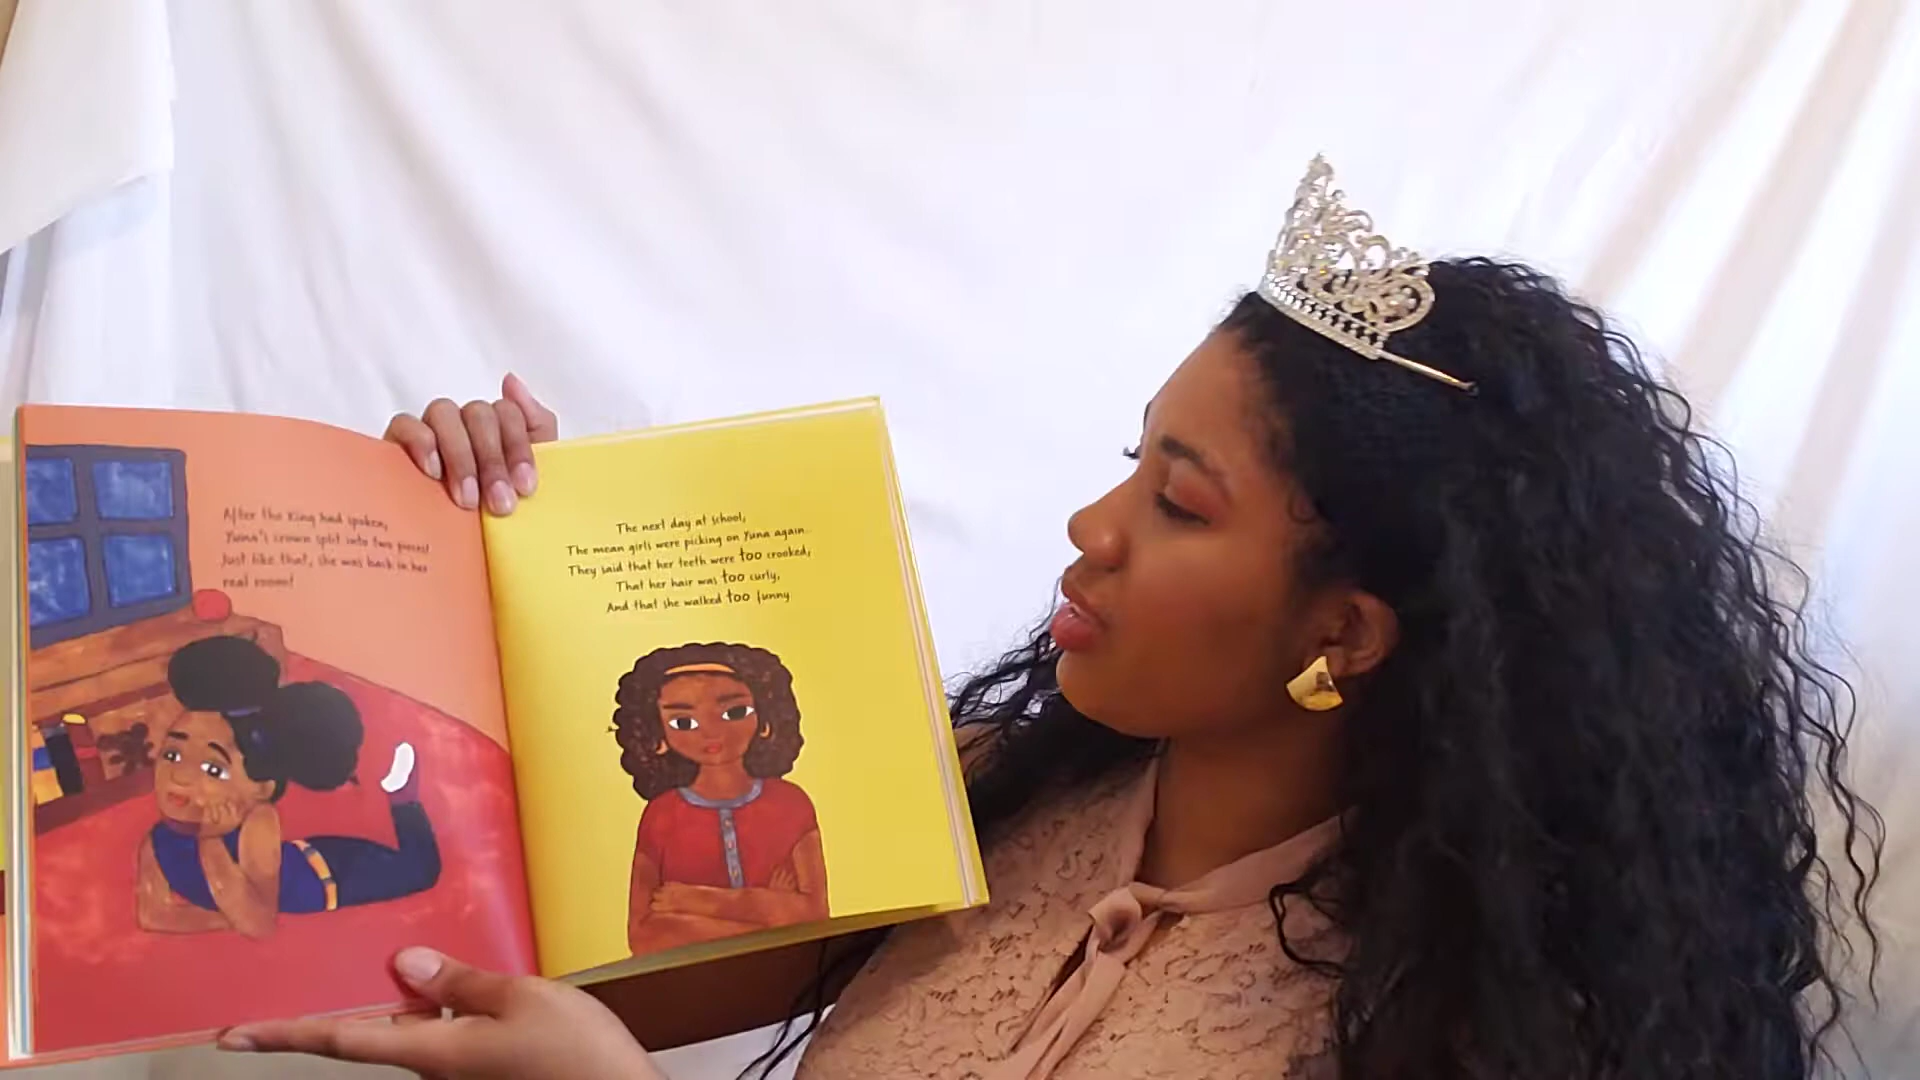 After the King had spoken,
Yuna's crown split into two pieces!
Just like that, she was back in her
real room!
The next day at school,
The mean girls were picking on Yuna again.
They said that her teeth were too crooked,
That her hair was too curly,
And that she walked too funny.